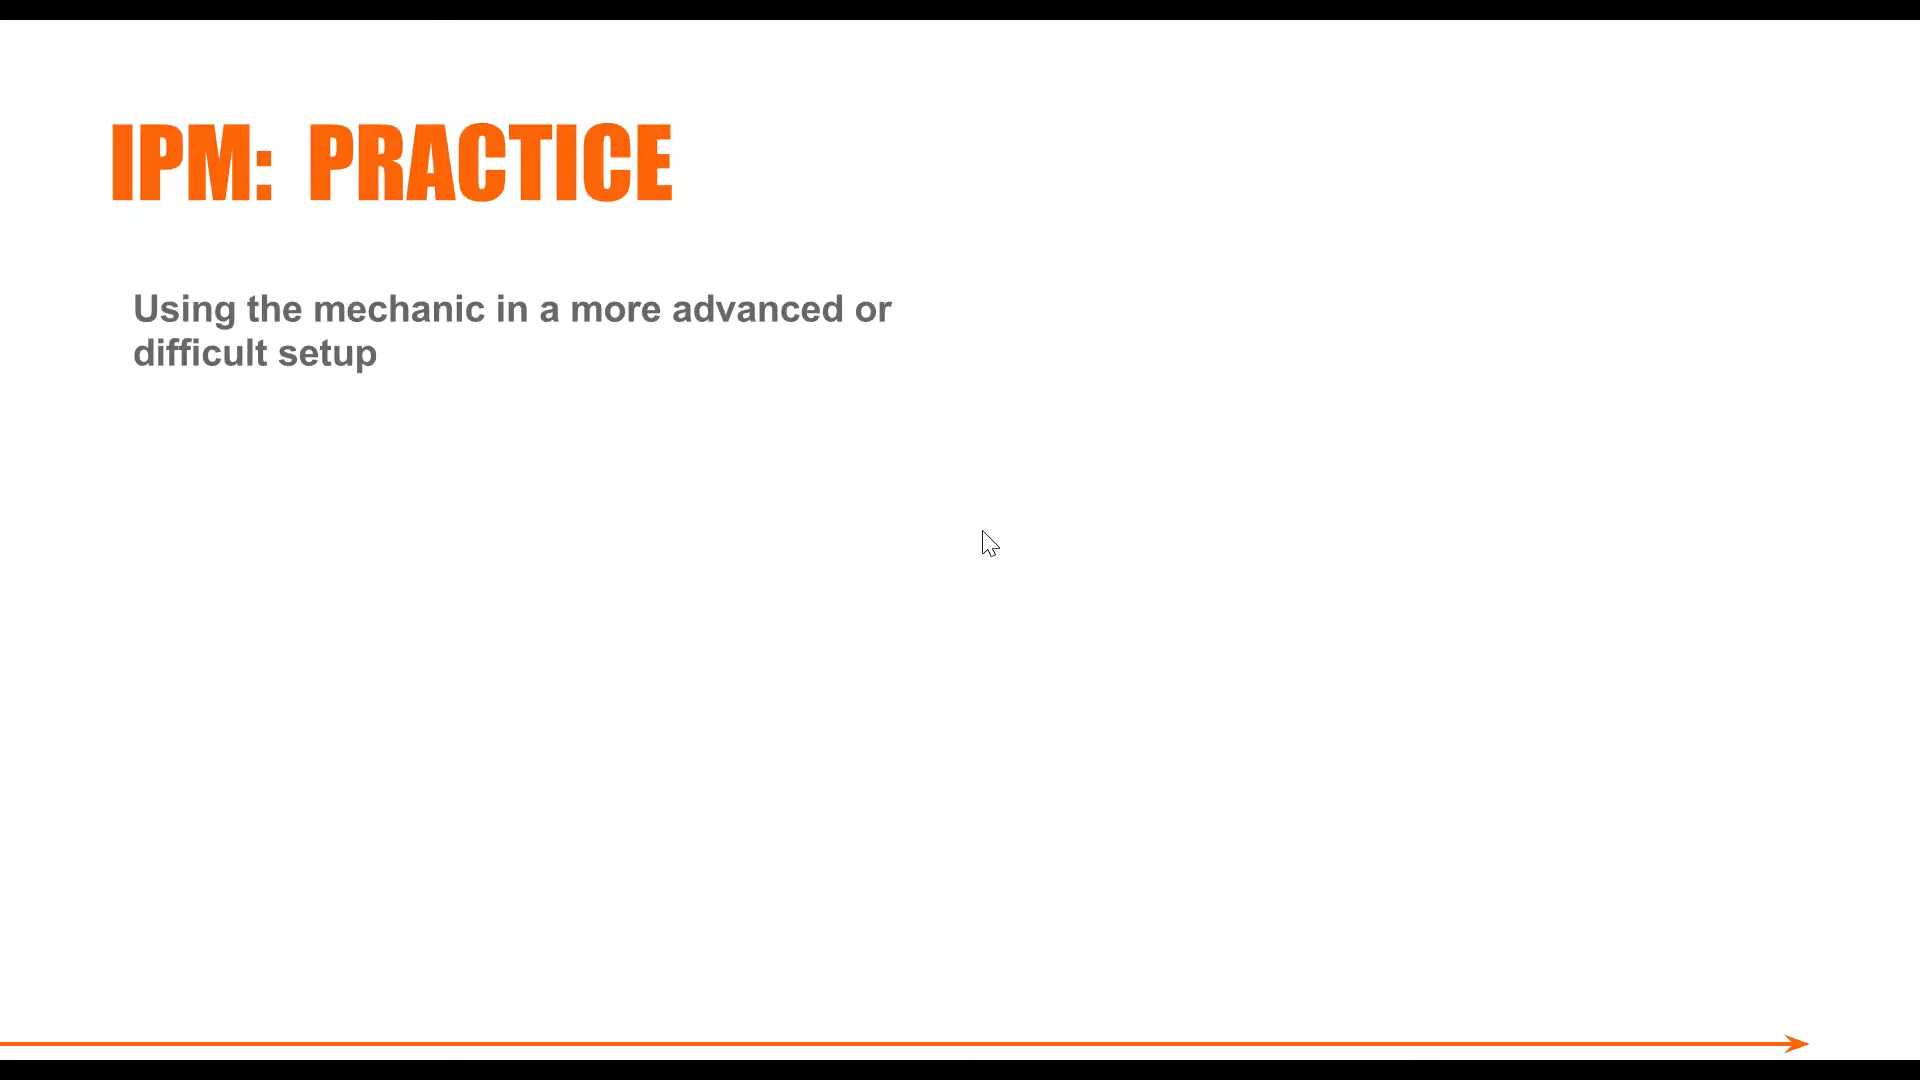 IPM: PRACTICE
Using the mechanic in a more advanced or
difficult setup